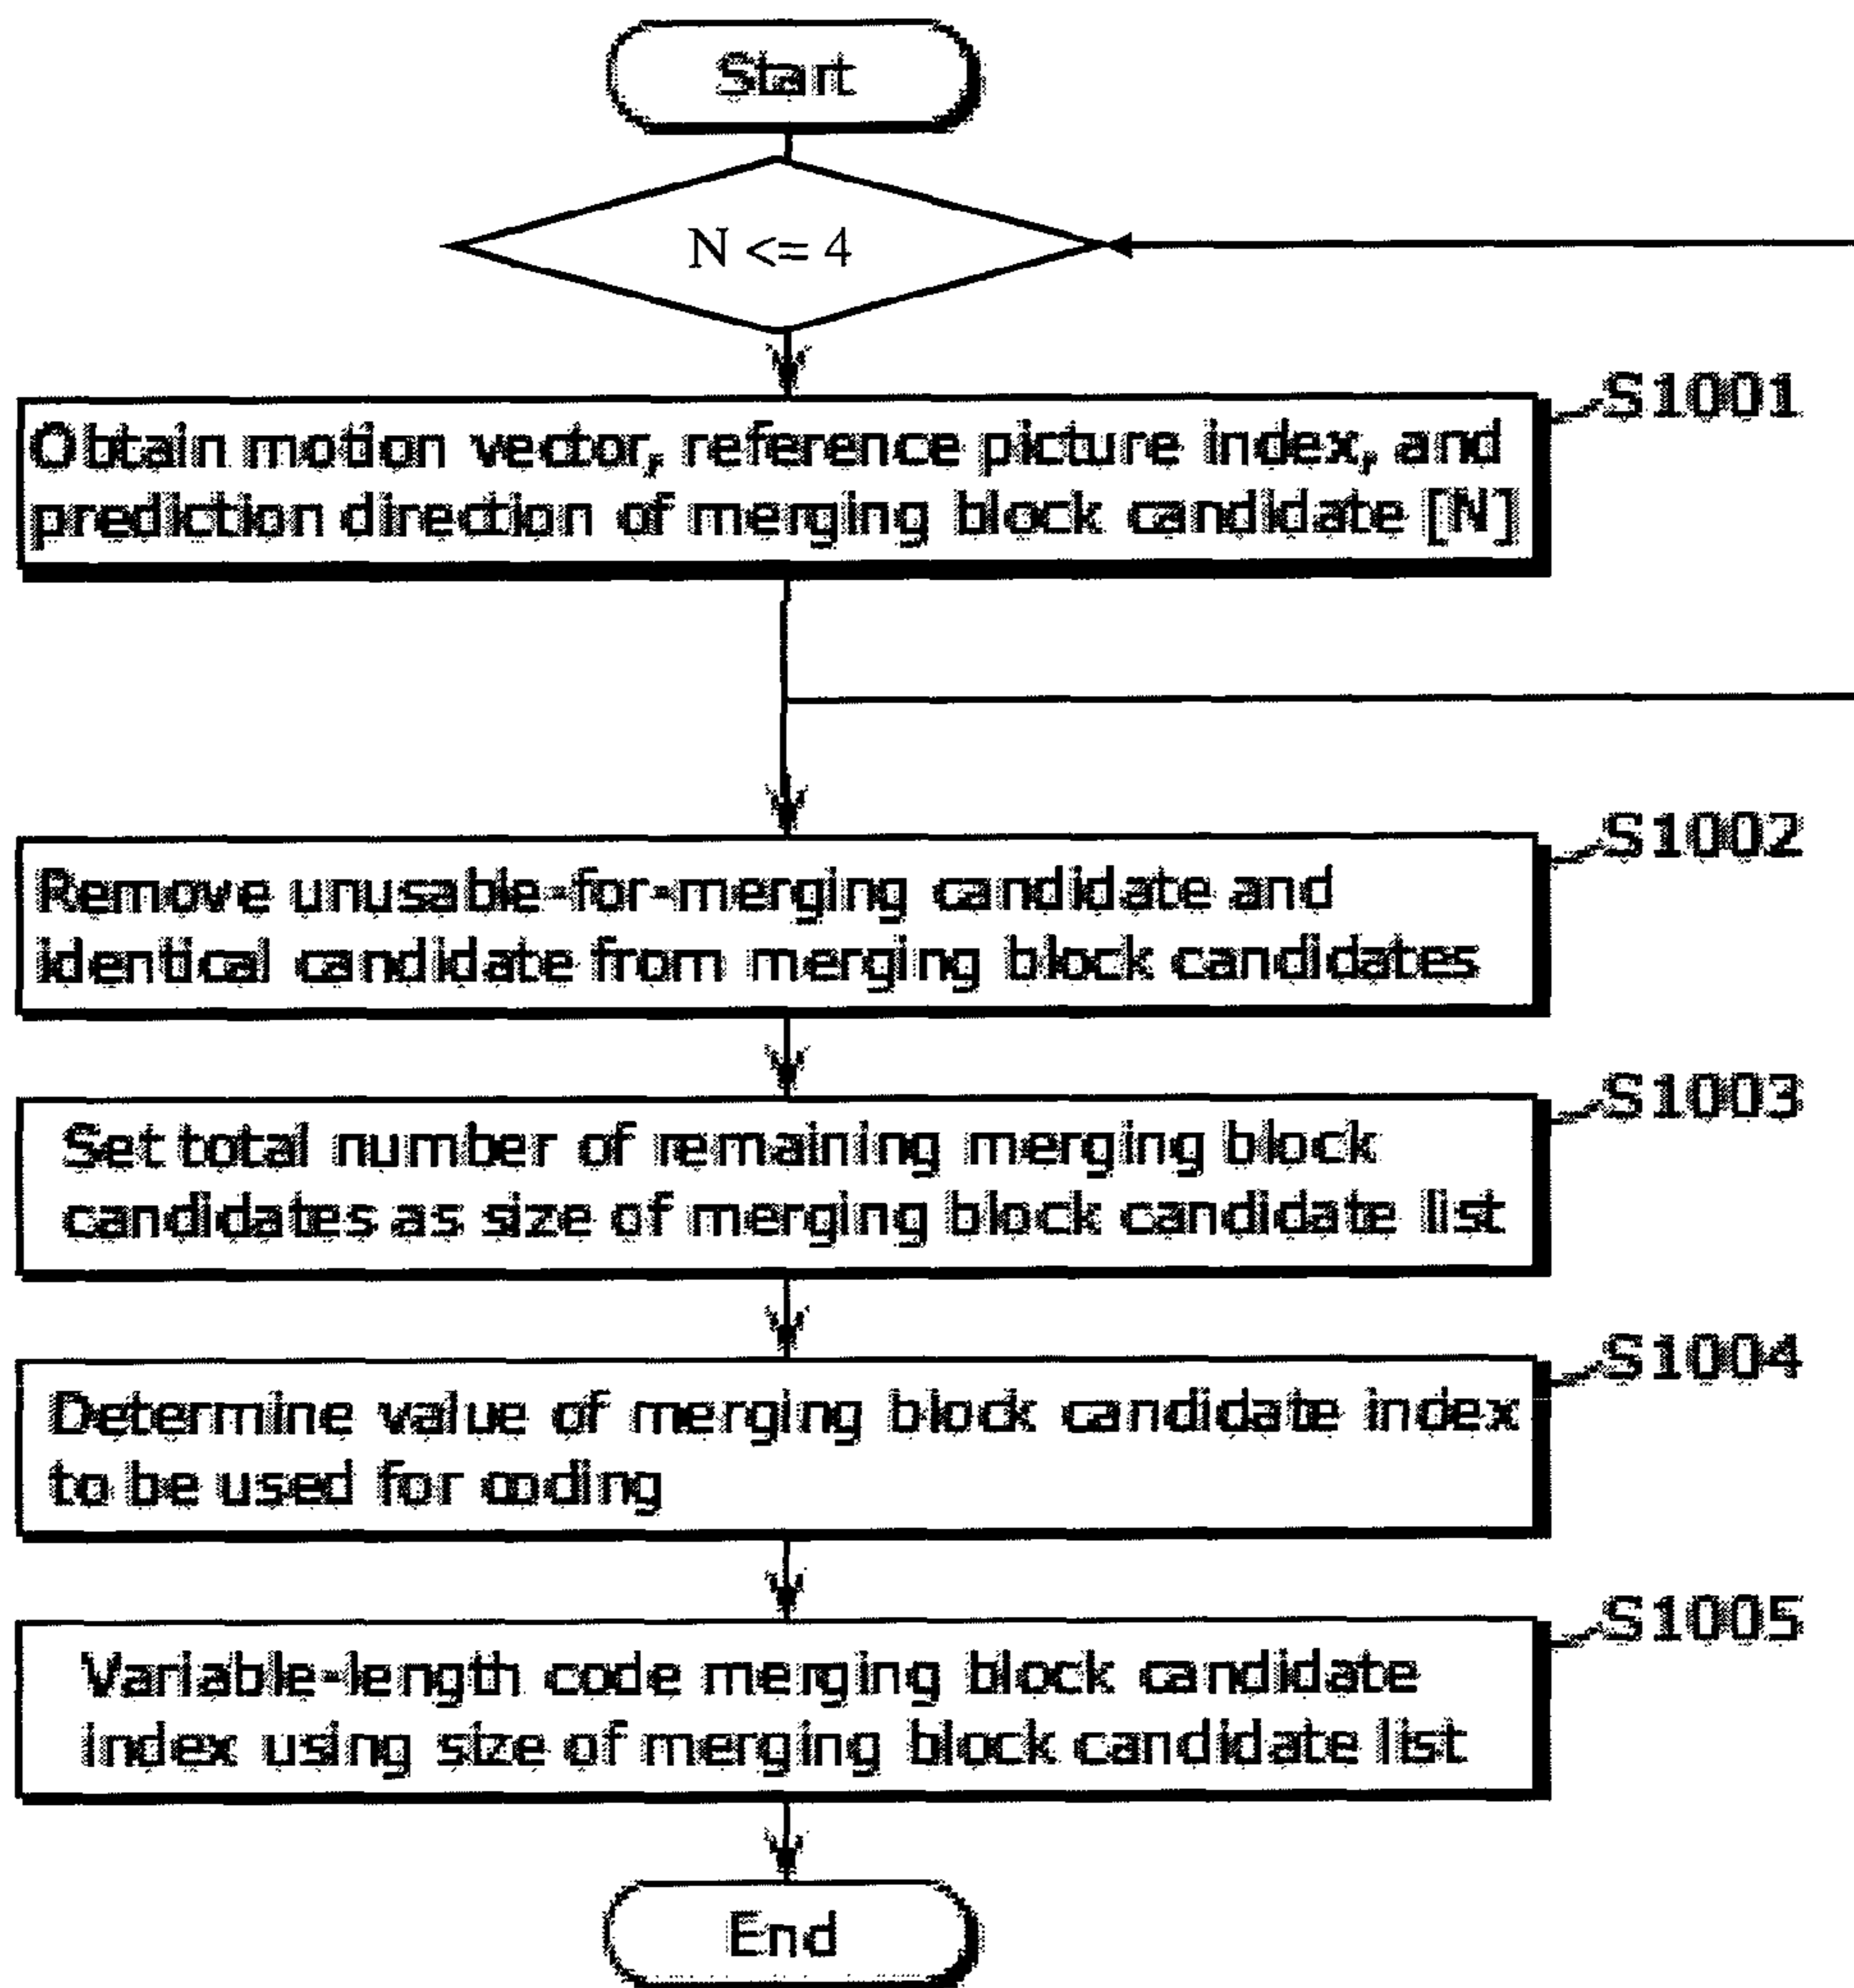 Start
N <= 4
S1001
Obtain motion vector, reference picture index, and
prediction direction of merging block candidate [N]
S1002
Remove unusable-for-merging candidate and
identical candidate from merging block candidates
S1003
Set total number of remaining merging block
candidates as size of merging block candidate list
S1004
Determine value of merging block candidate index
to be used for coding
S1005
Variable-length code merging block candidate
index using size of merging block candidate list
End